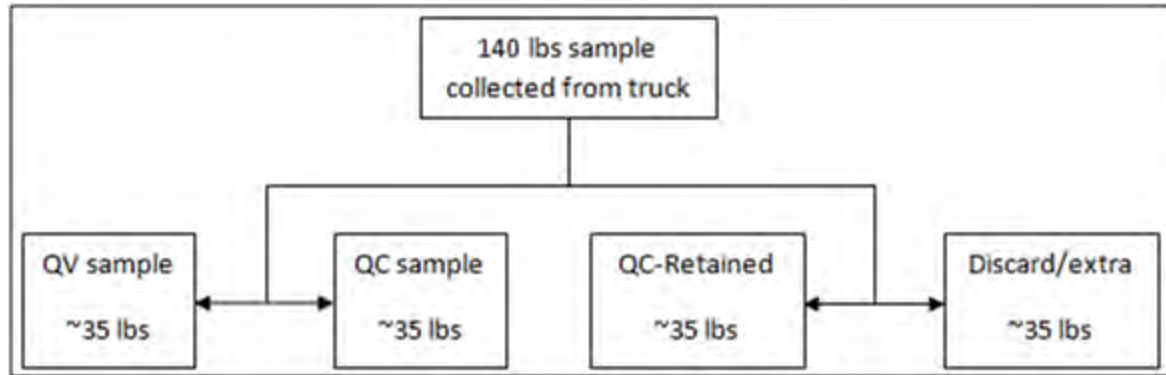 140 lbs sample
collected from truck
QV sample
~35 lbs
QC sample
~35 lbs
QC-Retained
~35 lbs
Discard/extra
~35 lbs